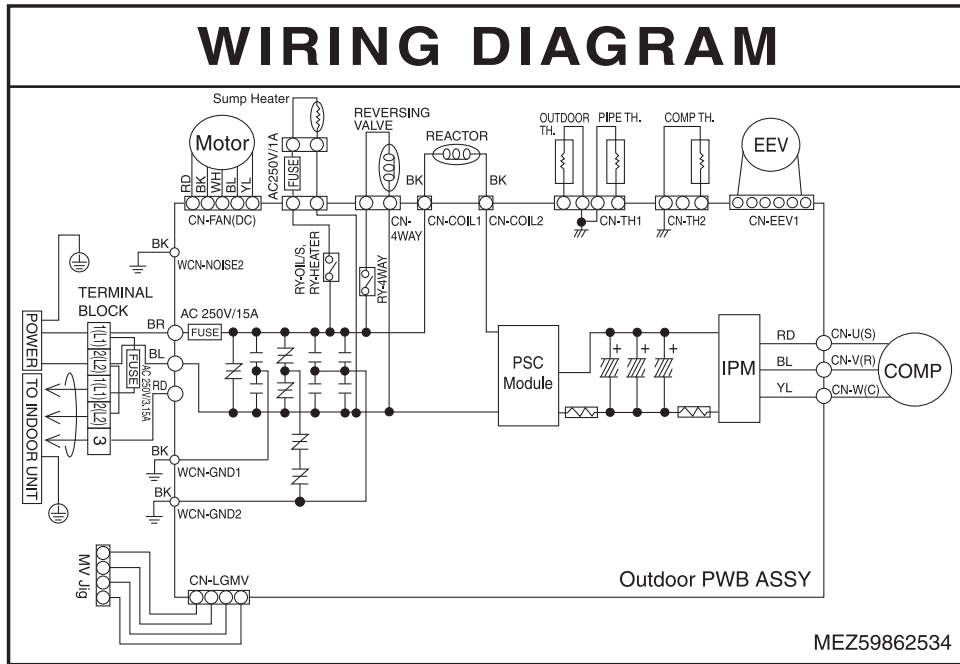 WIRING DIAGRAM
Sump Heater
Motor
RD
BK
WH
BL
YL
CN-FAN(DC)
AC250V/1A
FUSE
REVERSING
VALVE
CN-
4WAY
REACTOR
BK
BK
CN-COIL1
CN-COIL2
OUTDOOR
TH.
PIPE TH.
CN-TH1
COMP TH.
CN-TH2
EEV
CN-EEV1
BK
WCN-NOISE2
RY-OIL/S,
RY-HEATER
RY-4WAY
TERMINAL
BLOCK
POWER
TO INDOOR UNIT
1(L1)
2(L2)
1(L1)
2(L2)
3
FUSE
AC 250V/3.15A
BR
BL
RD
AC 250V/15A
FUSE
PSC
Module
IPM
+
+
+
RD
BL
YL
CN-U(S)
CN-V(R)
CN-W(C)
COMP
BK
WCN-GND1
BK
WCN-GND2
MV Jig
CN-LGMV
Outdoor PWB ASSY
MEZ59862534